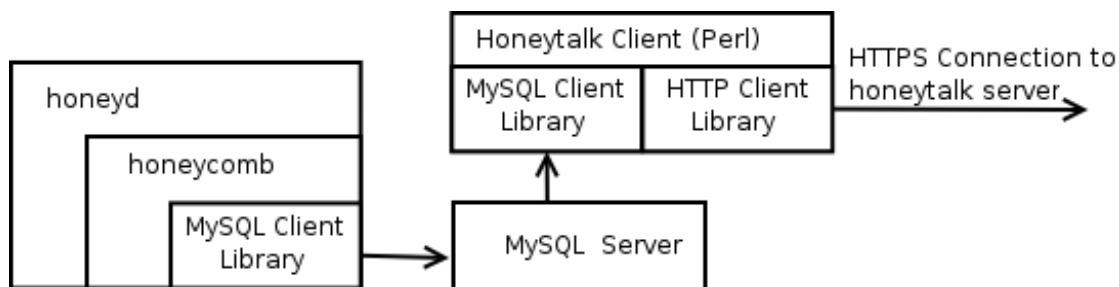 honeyd
honeycomb
MySQL Client
Library
Honeytalk Client (Perl)
MySQL Client
Library
HTTP Client
Library
HTTPS Connection to
honeytalk server
MySQL Server